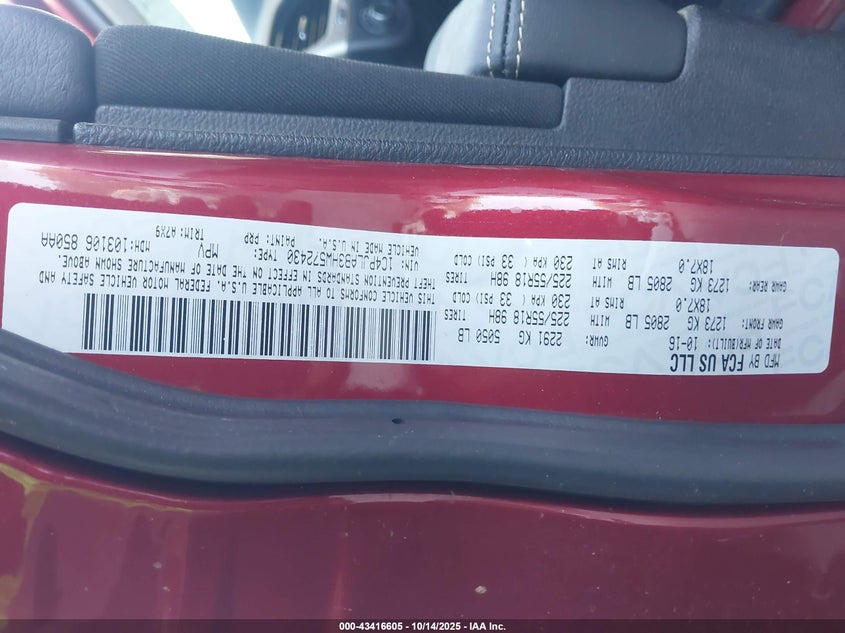 MFD BY FCA US LLC
DATE OF MFR(BUILT): 10-16 GVWR: 2291 KG 5050 LB
GAWR FRONT: 1273 KG 2805 LB WITH 225/55R18 98H TIRES
18X7.0 RIMS AT 230 KPA( 33 PSI) COLD
GAWR REAR: 1273 KG 2805 LB WITH 225/55R18 98H TIRES
18X7.0 RIMS AT 230 KPA( 33 PSI) COLD
THIS VEHICLE CONFORMS TO ALL APPLICABLE U.S.A. FEDERAL MOTOR VEHICLE SAFETY AND
THEFT PREVENTION STANDARDS IN EFFECT ON THE DATE OF MANUFACTURE SHOWN ABOVE.
VIN: 1C4PJLAB3HW572430 TYPE: MPV MDH:103106 850AA
VEHICLE MADE IN U.S.A. PAINT: PRP TRIM: A7X9
000-43416605 / 10/14/2025 - IAA Inc.